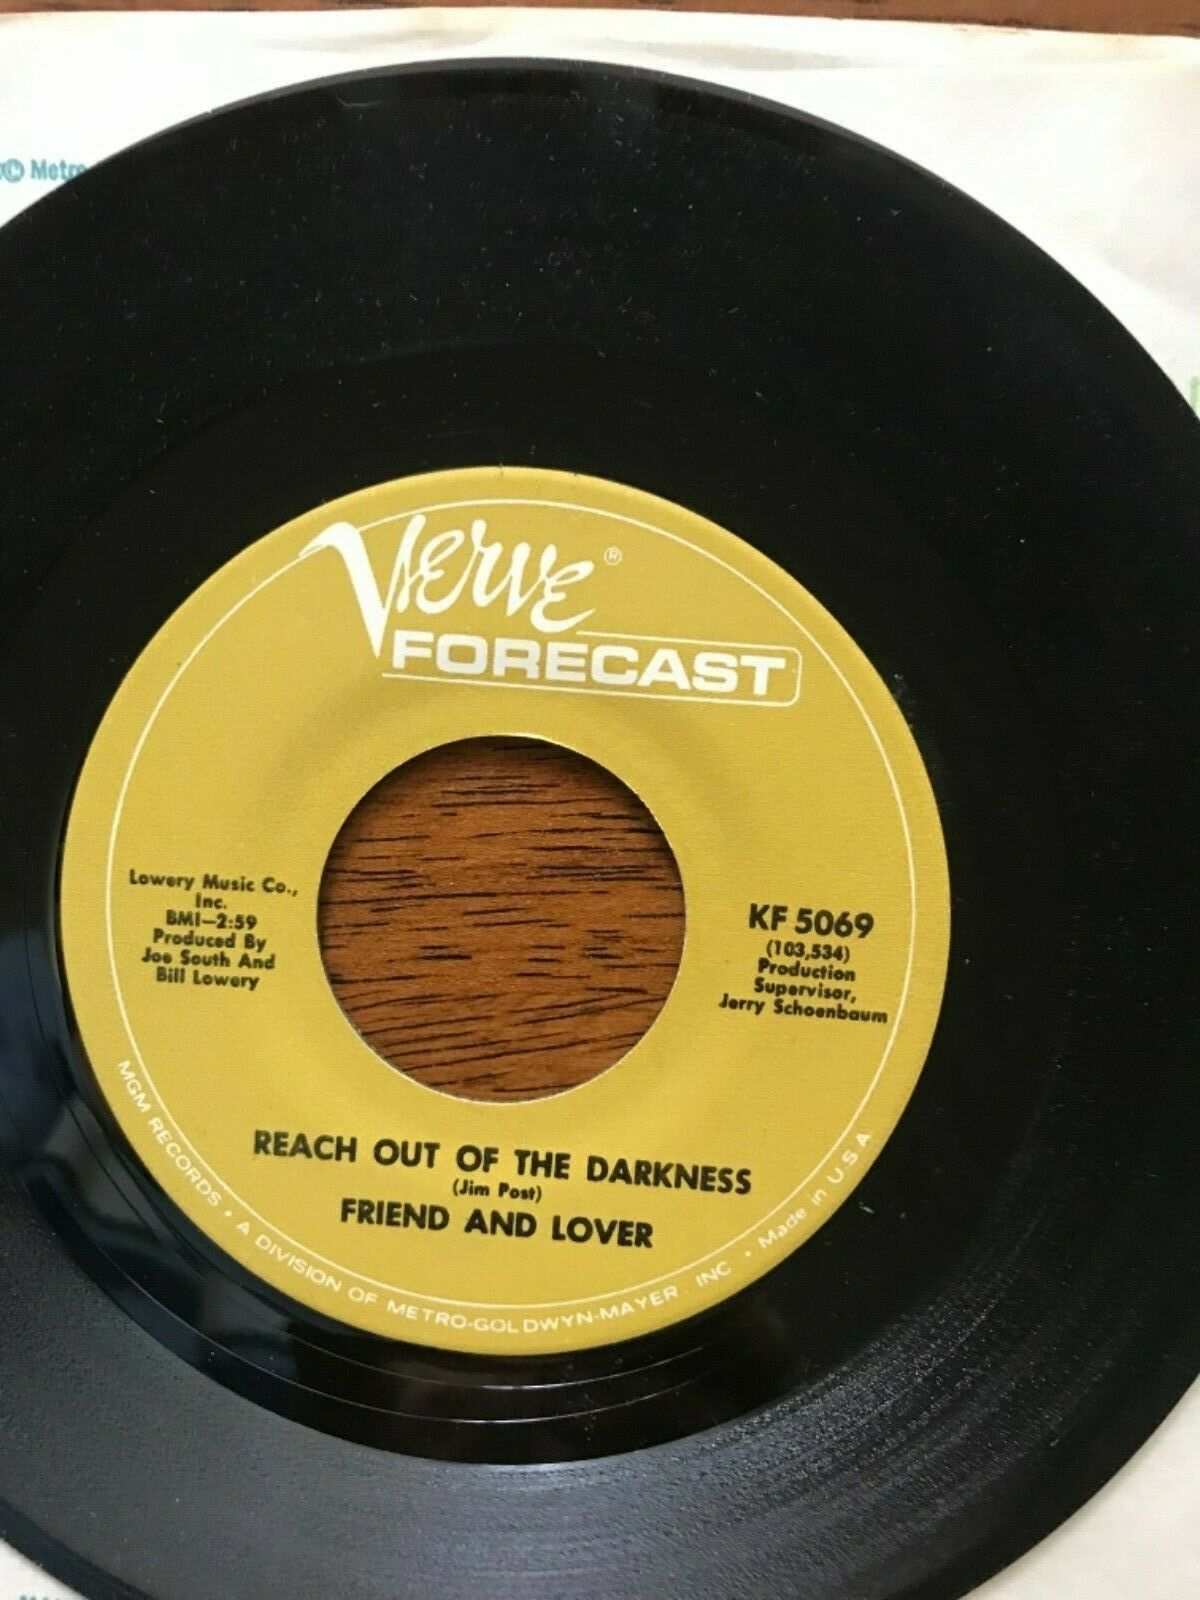 © Metro
Verve®
FORECAST
Lowery Music Co.,
Inc.
BMI-2:59
Produced By
Joe South And
Bill Lowery
KF 5069
(103,534)
Production
Supervisor,
Jerry Schoenbaum
REACH OUT OF THE DARKNESS
(Jim Post)
FRIEND AND LOVER
MGM RECORDS • A DIVISION OF METRO-GOLDWYN-MAYER INC • Made in U.S.A